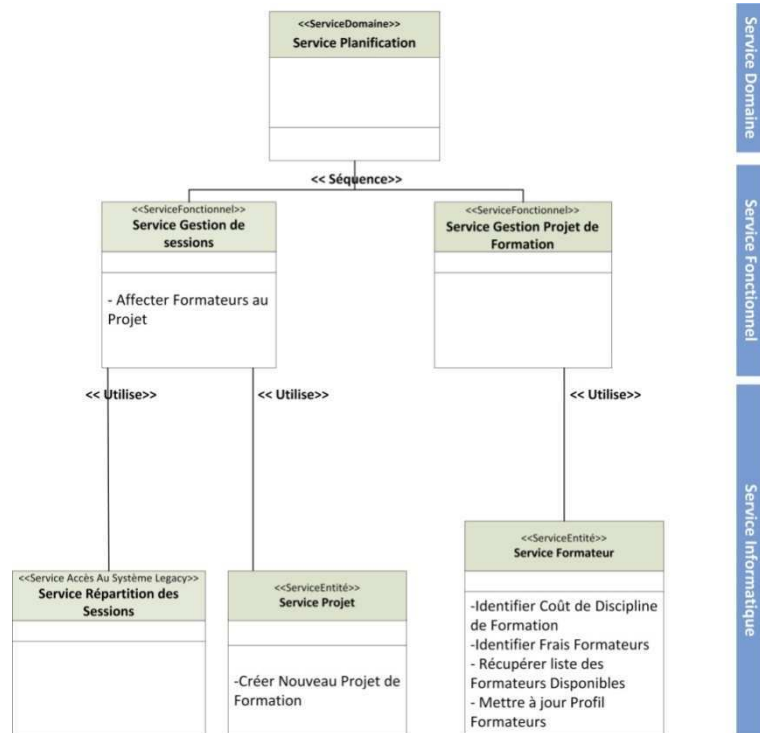 <<ServiceDomaine>>
Service Planification
<< Séquence>>
<<ServiceFonctionnel>>
Service Gestion de
sessions
- Affecter Formateurs au
Projet
<<ServiceFonctionnel>>
Service Gestion Projet de
Formation
<< Utilise>>
<< Utilise>>
<< Utilise>>
<<Service Accès Au Système Legacy>>
Service Répartition des
Sessions
<<ServiceEntité>>
Service Projet
-Créer Nouveau Projet de
Formation
<<ServiceEntité>>
Service Formateur
-Identifier Coût de Discipline
de Formation
-Identifier Frais Formateurs
- Récupérer liste des
Formateurs Disponibles
- Mettre à jour Profil
Formateurs
Service Domaine
Service Fonctionnel
Service Informatique